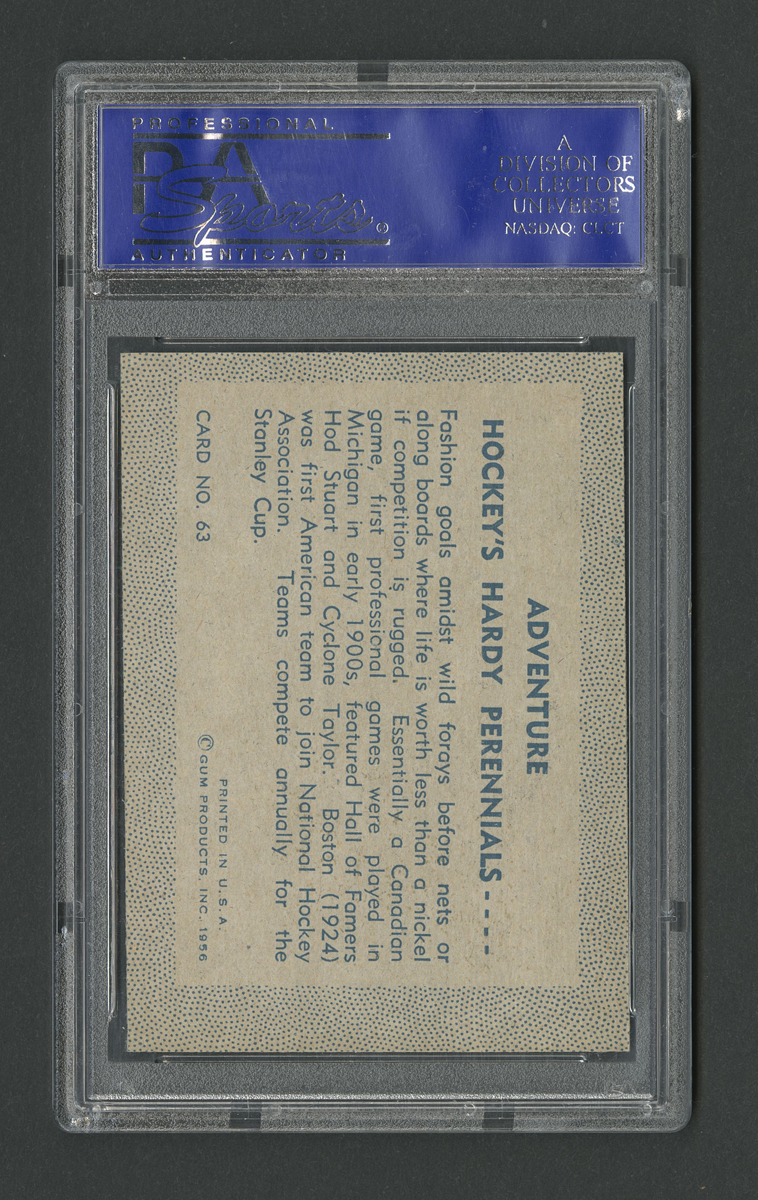 PROFESSIONAL
PSA
Sports®
AUTHENTICATOR
A
DIVISION OF
COLLECTORS
UNIVERSE
NASDAQ: CLCT
ADVENTURE
HOCKEY'S HARDY PERENNIALS----
Fashion goals amidst wild forays before nets or
along boards where life is worth less than a nickel
if competition is rugged. Essentially a Canadian
game, first professional games were played in
Michigan in early 1900s, featured Hall of Famers
Hod Stuart and Cyclone Taylor. Boston (1924)
was first American team to join National Hockey
Association. Teams compete annually for the
Stanley Cup.
PRINTED IN U.S.A.
CARD NO. 63 © GUM PRODUCTS, INC. 1956